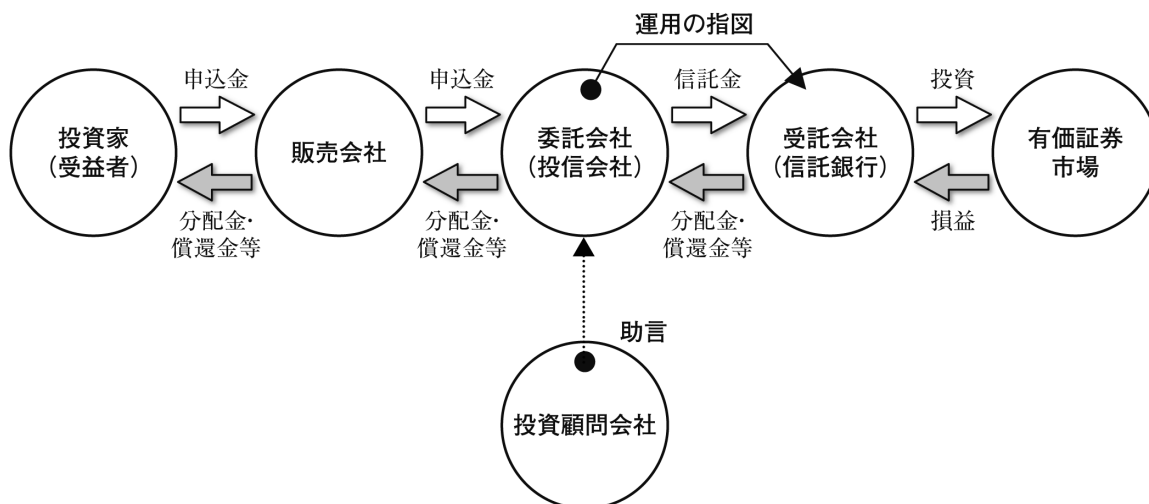 運用の指図
申込金
申込金
信託金
投資
投資家
（受益者）
販売会社
委託会社
（投信会社）
受託会社
（信託銀行）
有価証券
市場
分配金・
償還金等
分配金・
償還金等
分配金・
償還金等
損益
助言
投資顧問会社